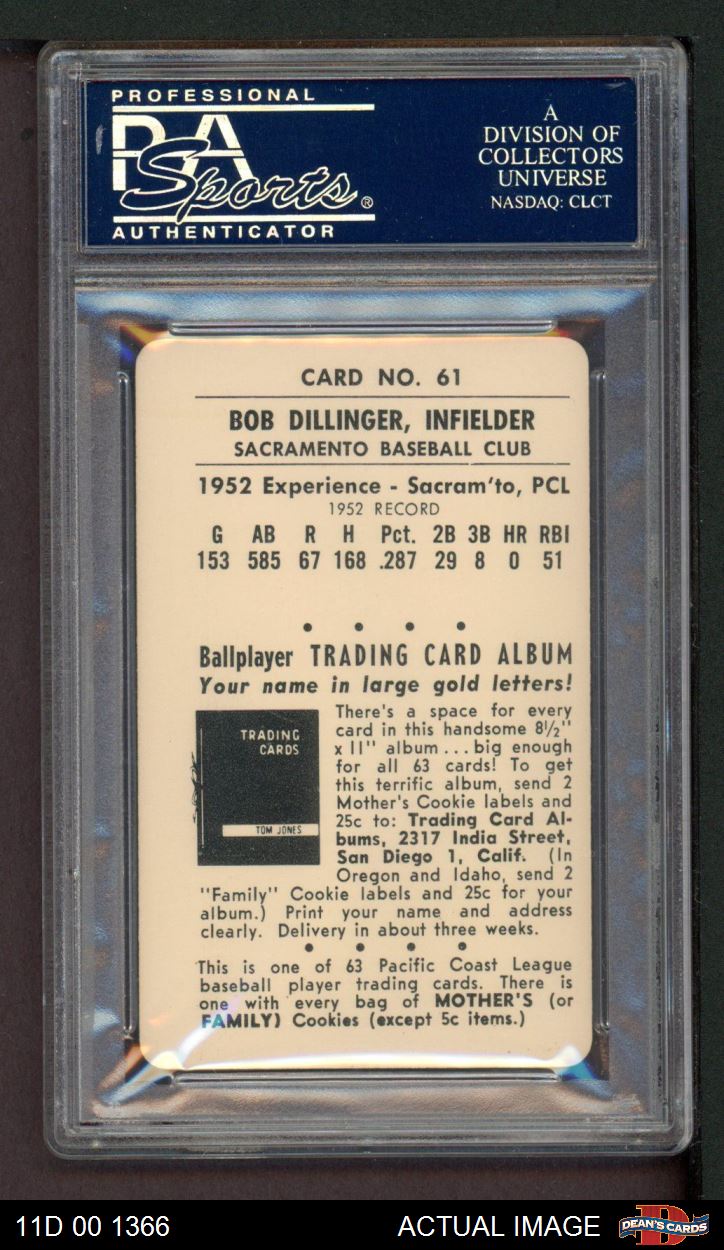 PROFESSIONAL
PSA
Sports®
AUTHENTICATOR
A
DIVISION OF
COLLECTORS
UNIVERSE
NASDAQ: CLCT
CARD NO. 61
BOB DILLINGER, INFIELDER
SACRAMENTO BASEBALL CLUB
1952 Experience - Sacram'to, PCL
1952 RECORD
G AB R H Pct. 2B 3B HR RBI
153 585 67 168 .287 29 8 0 51
• • • •
Ballplayer TRADING CARD ALBUM
Your name in large gold letters!
TRADING
CARDS
TOM JONES
There's a space for every
card in this handsome 8½"
x 11" album...big enough
for all 63 cards! To get
this terrific album, send 2
Mother's Cookie labels and
25c to: Trading Card Al-
bums, 2317 India Street,
San Diego 1, Calif. (In
Oregon and Idaho, send 2
"Family" Cookie labels and 25c for your
album.) Print your name and address
clearly. Delivery in about three weeks.
• • • •
This is one of 63 Pacific Coast League
baseball player trading cards. There is
one with every bag of MOTHER'S (or
FAMILY) Cookies (except 5c items.)
11D 00 1366
ACTUAL IMAGE
DEAN'S CARDS